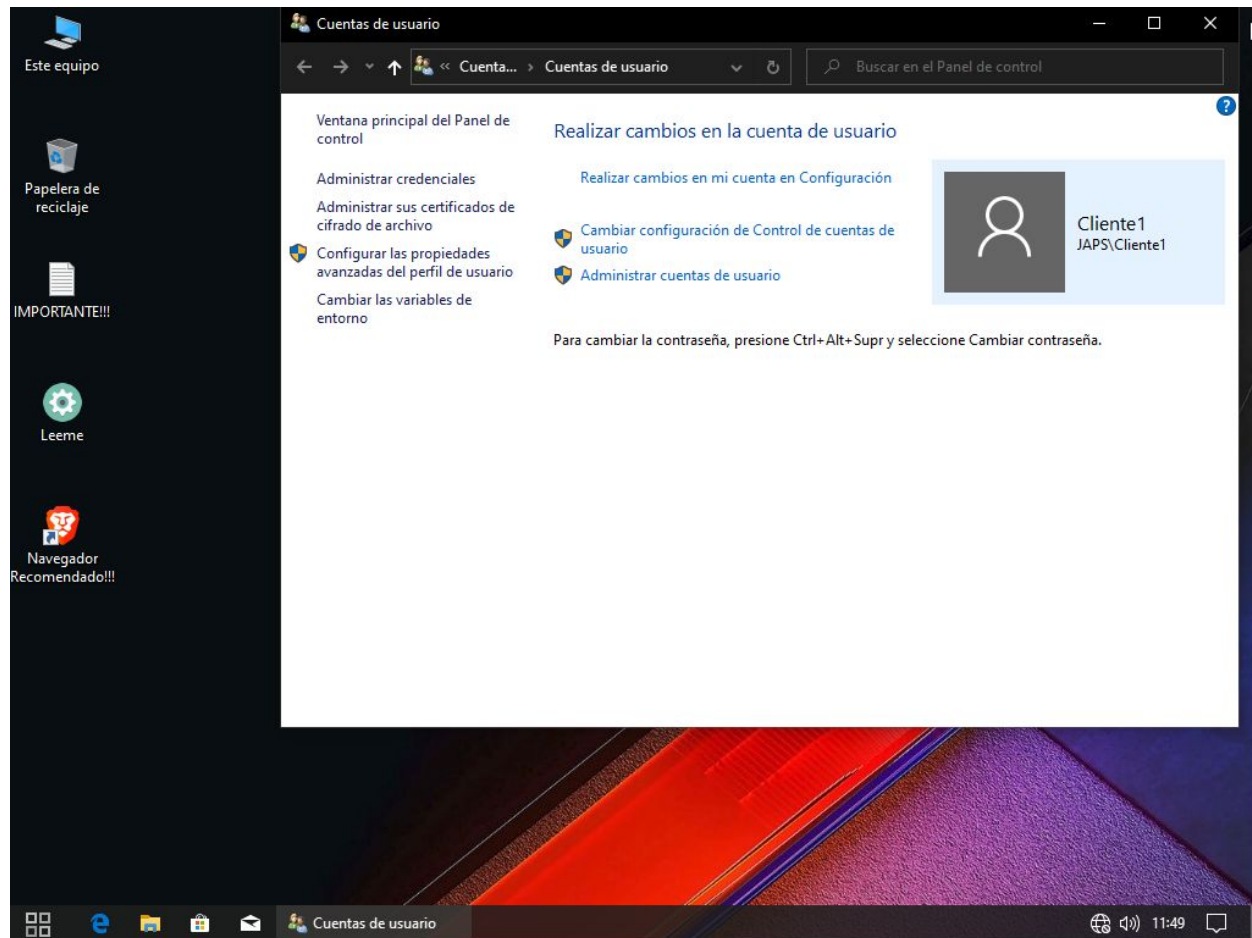 Este equipo
Papelera de
reciclaje
IMPORTANTE!!!
Leeme
Navegador
Recomendado!!!
Cuentas de usuario
« Cuenta... › Cuentas de usuario
Buscar en el Panel de control
Ventana principal del Panel de
control
Administrar credenciales
Administrar sus certificados de
cifrado de archivo
Configurar las propiedades
avanzadas del perfil de usuario
Cambiar las variables de
entorno
Realizar cambios en la cuenta de usuario
Realizar cambios en mi cuenta en Configuración
Cambiar configuración de Control de cuentas de
usuario
Administrar cuentas de usuario
Cliente1
JAPS\Cliente1
Para cambiar la contraseña, presione Ctrl+Alt+Supr y seleccione Cambiar contraseña.
Cuentas de usuario
11:49